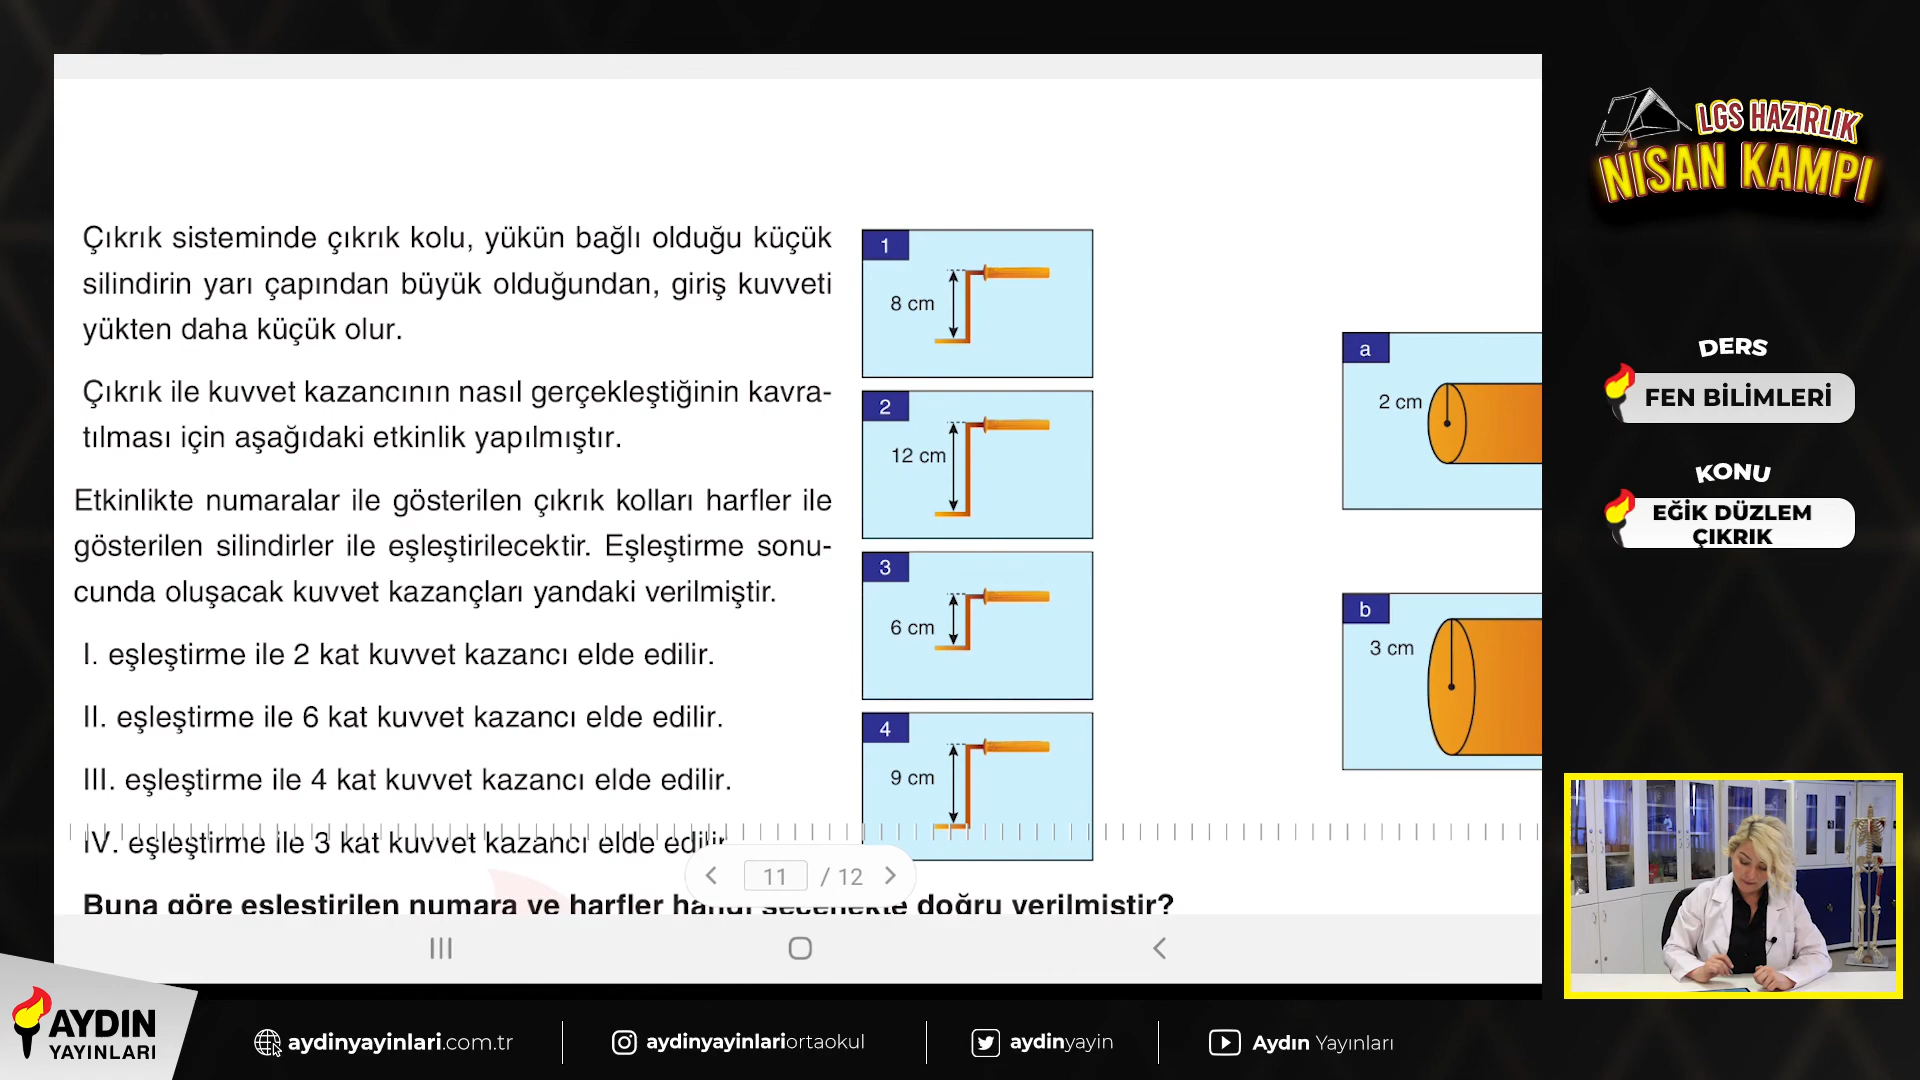 LGS HAZIRLIK
NİSAN KAMPI
Çıkrık sisteminde çıkrık kolu, yükün bağlı olduğu küçük
silindirin yarı çapından büyük olduğundan, giriş kuvveti
yükten daha küçük olur.
Çıkrık ile kuvvet kazancının nasıl gerçekleştiğinin kavra-
tılması için aşağıdaki etkinlik yapılmıştır.
Etkinlikte numaralar ile gösterilen çıkrık kolları harfler ile
gösterilen silindirler ile eşleştirilecektir. Eşleştirme sonu-
cunda oluşacak kuvvet kazançları yandaki verilmiştir.
I. eşleştirme ile 2 kat kuvvet kazancı elde edilir.
II. eşleştirme ile 6 kat kuvvet kazancı elde edilir.
III. eşleştirme ile 4 kat kuvvet kazancı elde edilir.
IV. eşleştirme ile 3 kat kuvvet kazancı elde edilir
Buna göre eşleştirilen numara ve harfler hangi seçenekte doğru verilmiştir?
1
8 cm
2
12 cm
3
6 cm
4
9 cm
a
2 cm
b
3 cm
11 / 12
DERS
FEN BİLİMLERİ
KONU
EĞİK DÜZLEM
ÇIKRIK
AYDIN
YAYINLARI
aydinyayinlari.com.tr
aydinyayinlariortaokul
aydinyayin
Aydın Yayınları